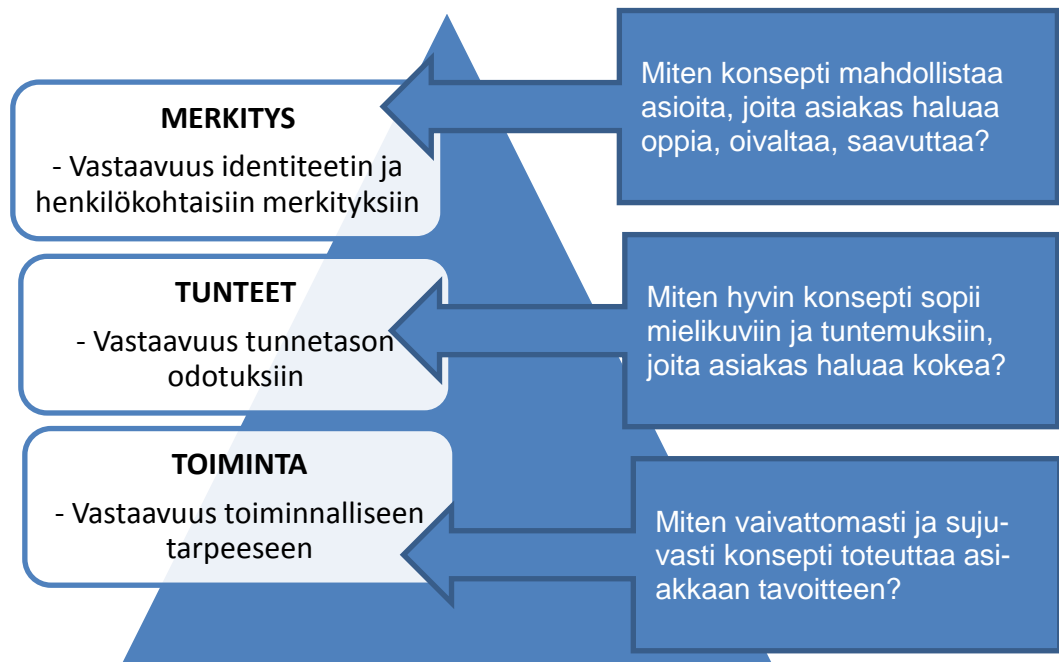 MERKITYS
- Vastaavuus identiteetin ja
henkilökohtaisiin merkityksiin
Miten konsepti mahdollistaa
asioita, joita asiakas haluaa
oppia, oivaltaa, saavuttaa?
TUNTEET
- Vastaavuus tunnetason
odotuksiin
Miten hyvin konsepti sopii
mielikuviin ja tuntemuksiin,
joita asiakas haluaa kokea?
TOIMINTA
- Vastaavuus toiminnalliseen
tarpeeseen
Miten vaivattomasti ja suju-
vasti konsepti toteuttaa asi-
akkaan tavoitteen?